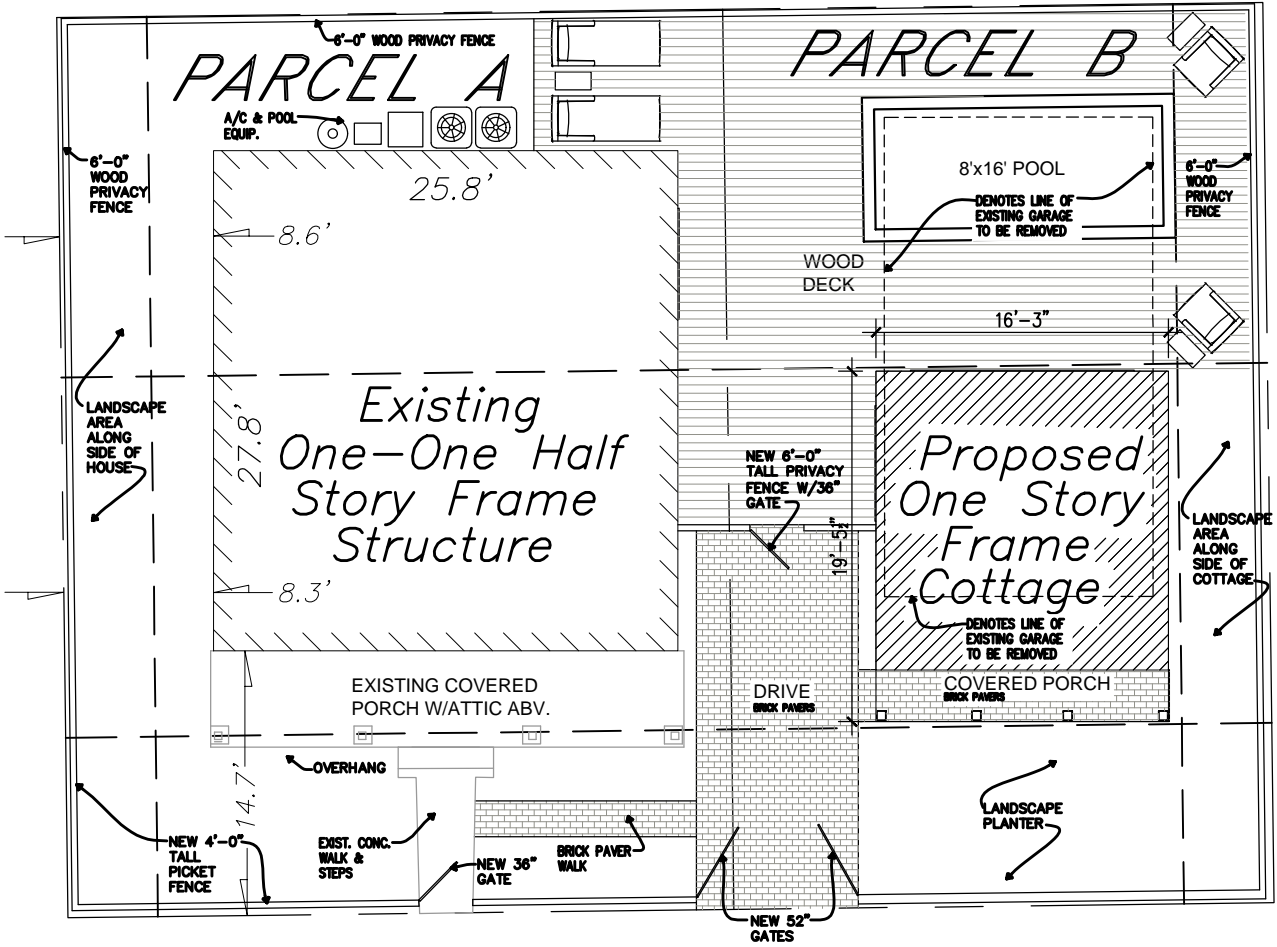 6'-0" WOOD PRIVACY FENCE
PARCEL A
PARCEL B
A/C & POOL
EQUIP.
6'-0"
WOOD
PRIVACY
FENCE
25.8'
8.6'
8'x16' POOL
DENOTES LINE OF
EXISTING GARAGE
TO BE REMOVED
6'-0"
WOOD
PRIVACY
FENCE
WOOD
DECK
16'-3"
LANDSCAPE
AREA
ALONG
SIDE OF
HOUSE
27.8'
Existing
One-One Half
Story Frame
Structure
8.3'
NEW 6'-0"
TALL PRIVACY
FENCE W/36"
GATE
19'-5½"
Proposed
One Story
Frame
Cottage
DENOTES LINE OF
EXISTING GARAGE
TO BE REMOVED
LANDSCAPE
AREA
ALONG
SIDE OF
COTTAGE
EXISTING COVERED
PORCH W/ATTIC ABV.
DRIVE
BRICK PAVERS
COVERED PORCH
BRICK PAVERS
OVERHANG
14.7'
NEW 4'-0"
TALL
PICKET
FENCE
EXIST. CONC.
WALK &
STEPS
NEW 36"
GATE
BRICK PAVER
WALK
LANDSCAPE
PLANTER
NEW 52"
GATES